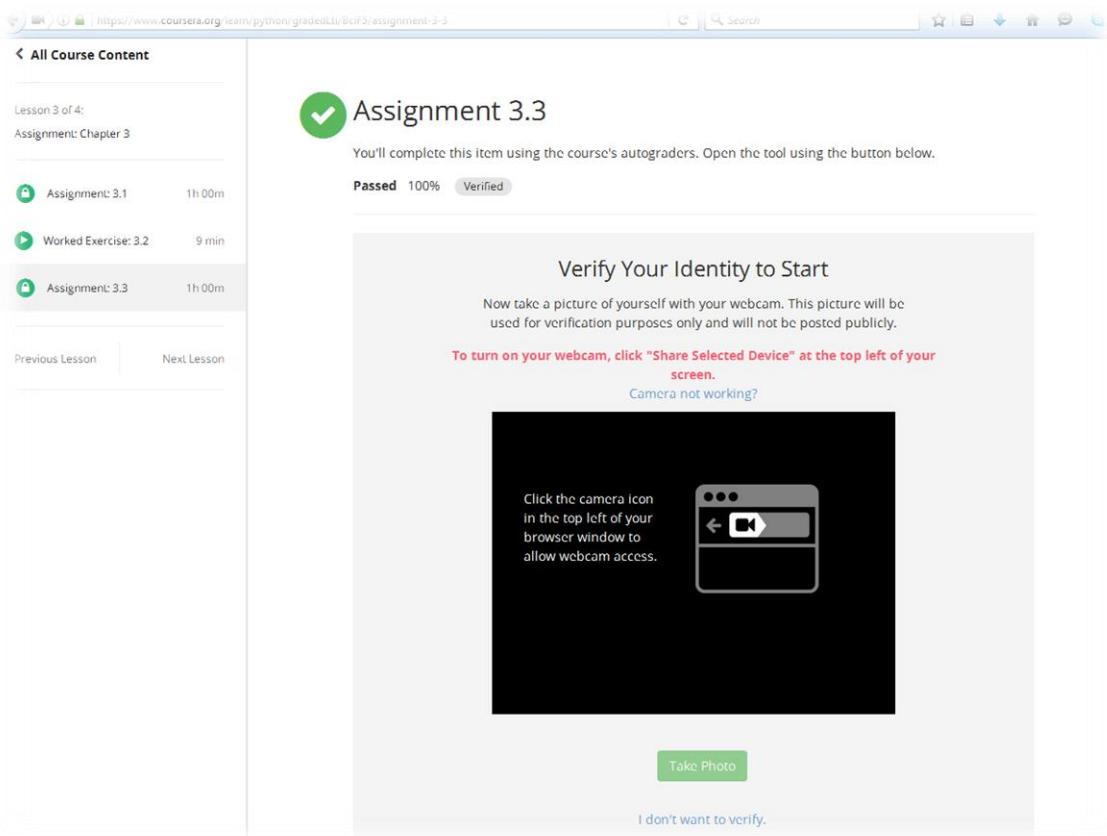 https://www.coursera.org/learn/python/gradedLti/8ciF5/assignment-3-3
Search
All Course Content
Lesson 3 of 4:
Assignment: Chapter 3
Assignment: 3.1 1h 00m
Worked Exercise: 3.2 9 min
Assignment: 3.3 1h 00m
Previous Lesson Next Lesson
Assignment 3.3
You'll complete this item using the course's autograders. Open the tool using the button below.
Passed 100% Verified
Verify Your Identity to Start
Now take a picture of yourself with your webcam. This picture will be
used for verification purposes only and will not be posted publicly.
To turn on your webcam, click "Share Selected Device" at the top left of your
screen.
Camera not working?
Click the camera icon
in the top left of your
browser window to
allow webcam access.
Take Photo
I don't want to verify.